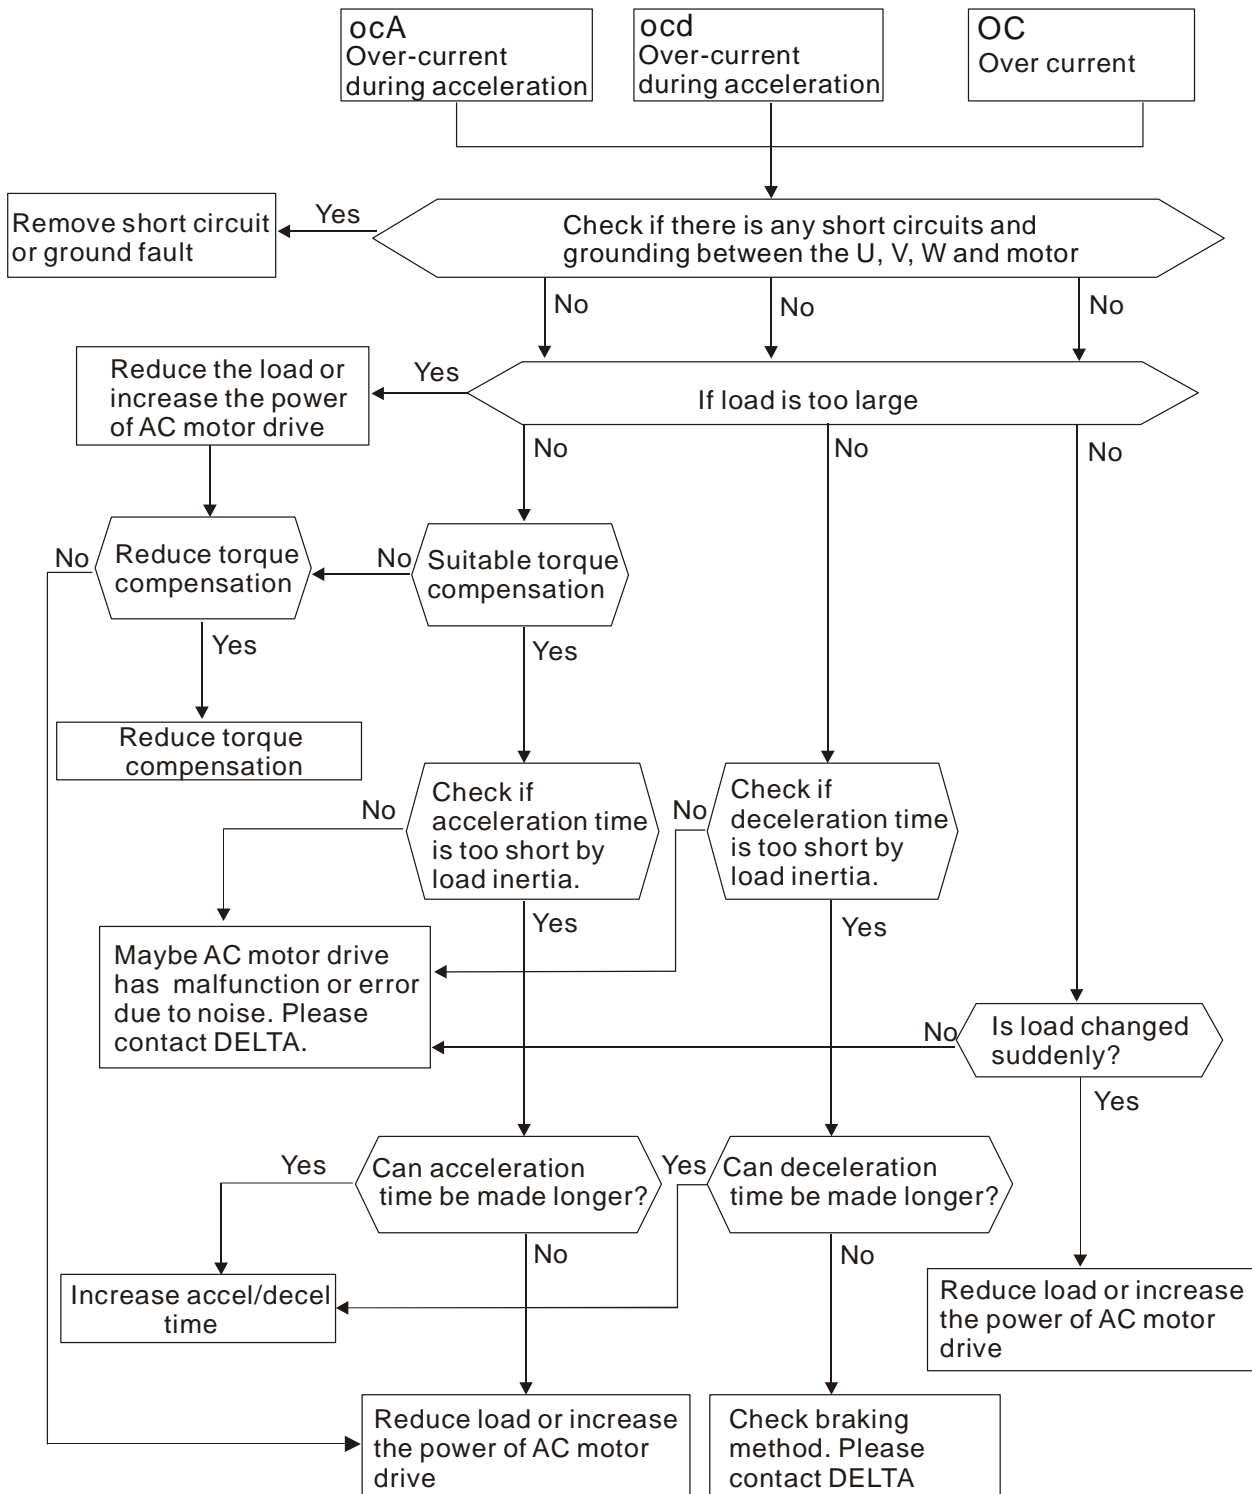 ocA
Over-current
during acceleration
ocd
Over-current
during acceleration
OC
Over current
Remove short circuit
or ground fault
Yes
Check if there is any short circuits and
grounding between the U, V, W and motor
No
No
No
Reduce the load or
increase the power
of AC motor drive
Yes
If load is too large
No
No
No
No
Reduce torque
compensation
No
Suitable torque
compensation
Yes
Yes
Reduce torque
compensation
No
Check if
acceleration time
is too short by
load inertia.
No
Check if
deceleration time
is too short by
load inertia.
Yes
Yes
Maybe AC motor drive
has malfunction or error
due to noise. Please
contact DELTA.
No
Is load changed
suddenly?
Yes
Yes
Can acceleration
time be made longer?
Yes
Can deceleration
time be made longer?
No
No
Increase accel/decel
time
Reduce load or increase
the power of AC motor
drive
Reduce load or increase
the power of AC motor
drive
Check braking
method. Please
contact DELTA